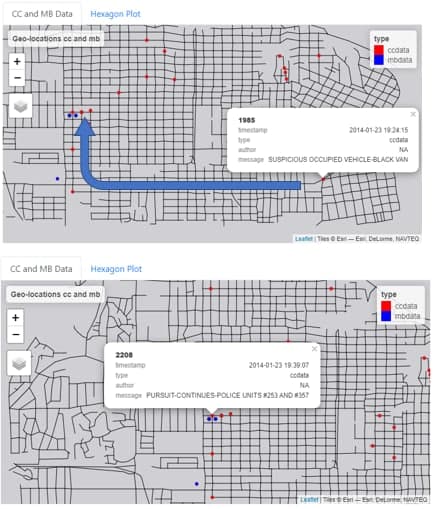 CC and MB Data Hexagon Plot
Geo-locations cc and mb
type
ccdata
mbdata
+
−
×
1985
timestamp 2014-01-23 19:24:15
type ccdata
author NA
message SUSPICIOUS OCCUPIED VEHICLE-BLACK VAN
Leaflet | Tiles © Esri — Esri, DeLorme, NAVTEQ
CC and MB Data Hexagon Plot
Geo-locations cc and mb
type
ccdata
mbdata
+
−
×
2208
timestamp 2014-01-23 19:39:07
type ccdata
author NA
message PURSUIT-CONTINUES-POLICE UNITS #253 AND #357
Leaflet | Tiles © Esri — Esri, DeLorme, NAVTEQ